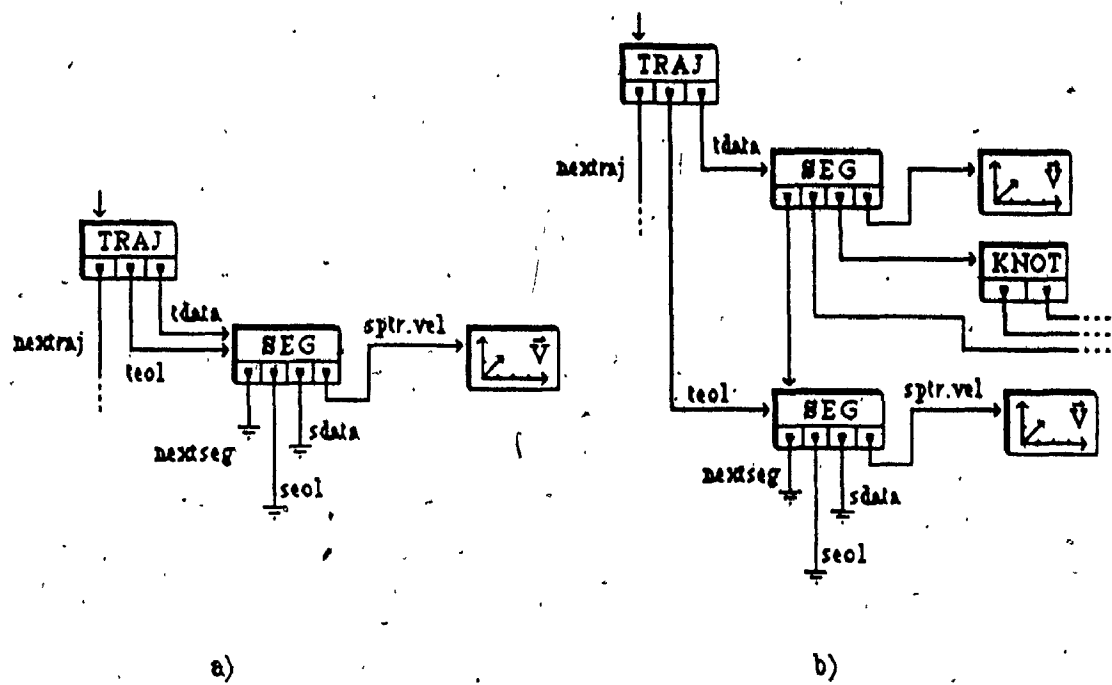 TRAJ
nextraj
tdata
teol
SEG
sptr.vel
V
nextseg
sdata
seol
a)
TRAJ
nextraj
tdata
SEG
V
KNOT
teol
SEG
sptr.vel
V
nextseg
sdata
seol
b)